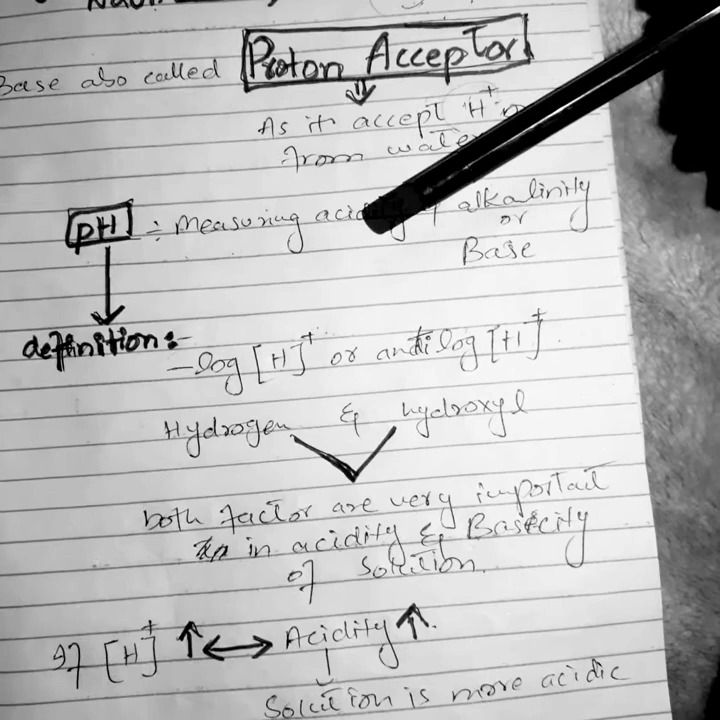 Base also called Proton Acceptor
As it accept H+
from water
pH ÷ measuring acidity & alkalinity
or
Base
definition:-
-log [H]+ or antilog [H]+
Hydrogen & hydroxyl
both factor are very important
in acidity & Basicity
of solution.
If [H]+ ↑ ↔ Acidity ↑.
Solution is more acidic